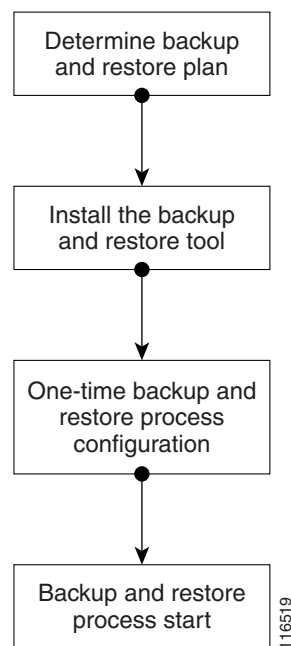 Determine backup
and restore plan
Install the backup
and restore tool
One-time backup and
restore process
configuration
Backup and restore
process start
116519